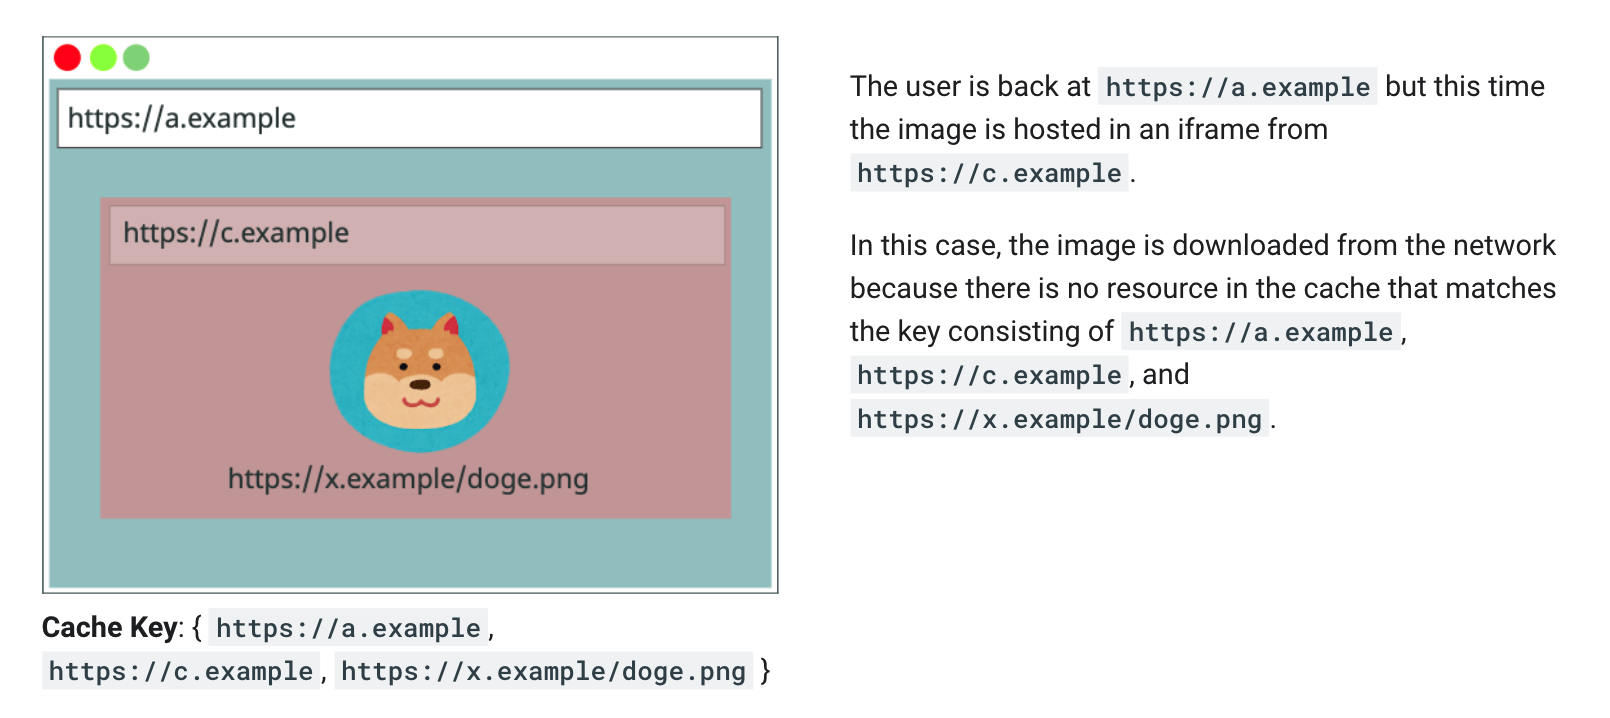 https://a.example
https://c.example
https://x.example/doge.png
Cache Key: { https://a.example,
https://c.example, https://x.example/doge.png }
The user is back at https://a.example but this time
the image is hosted in an iframe from
https://c.example.
In this case, the image is downloaded from the network
because there is no resource in the cache that matches
the key consisting of https://a.example,
https://c.example, and
https://x.example/doge.png.